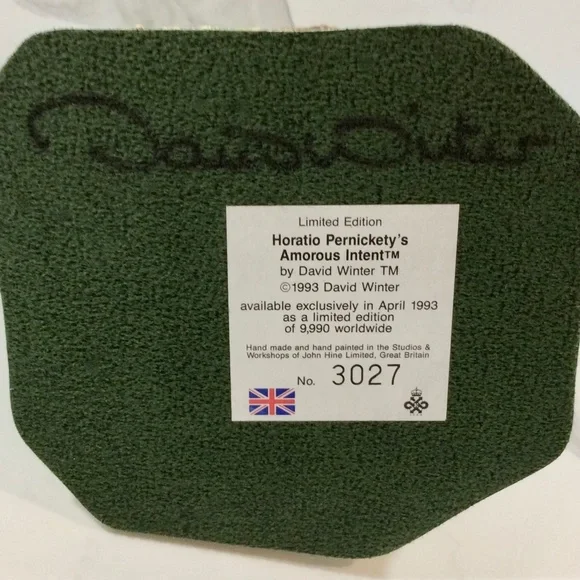 David Winter
Limited Edition
Horatio Pernickety's
Amorous Intent™
by David Winter TM
©1993 David Winter
available exclusively in April 1993
as a limited edition
of 9,990 worldwide
Hand made and hand painted in the Studios &
Workshops of John Hine Limited, Great Britain
No. 3027